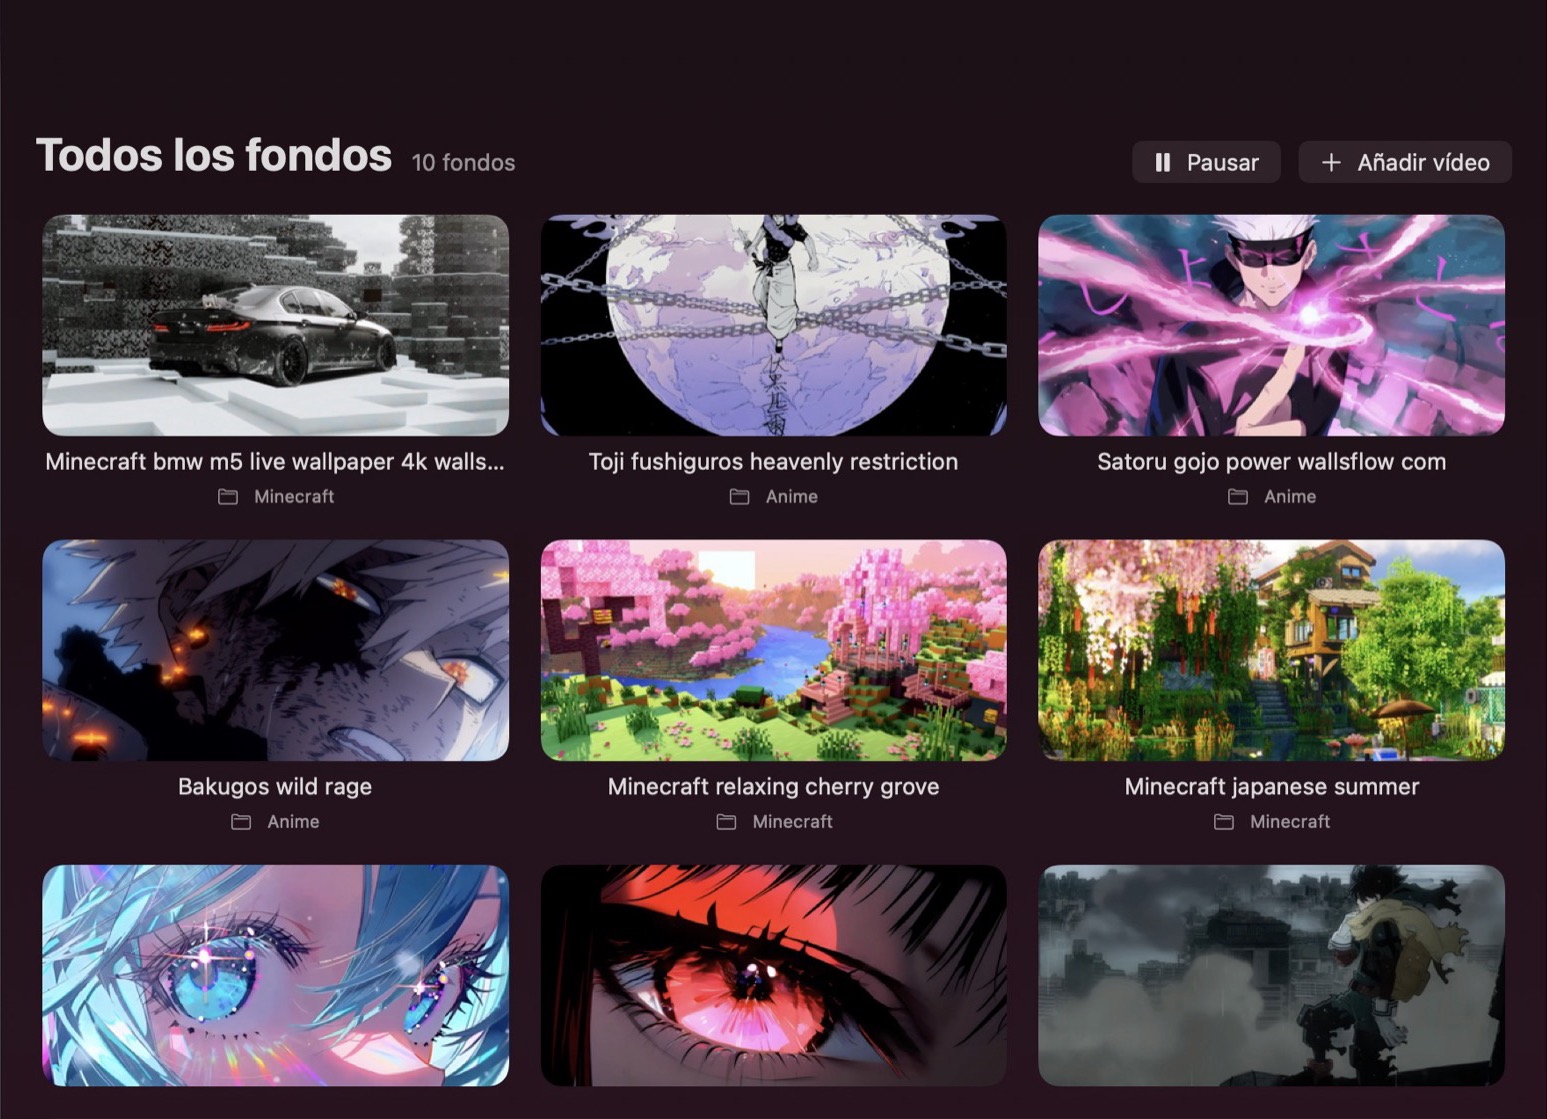 Todos los fondos 10 fondos
Pausar
Añadir vídeo
Minecraft bmw m5 live wallpaper 4k walls...
Minecraft
Toji fushiguros heavenly restriction
Anime
Satoru gojo power wallsflow com
Anime
Bakugos wild rage
Anime
Minecraft relaxing cherry grove
Minecraft
Minecraft japanese summer
Minecraft